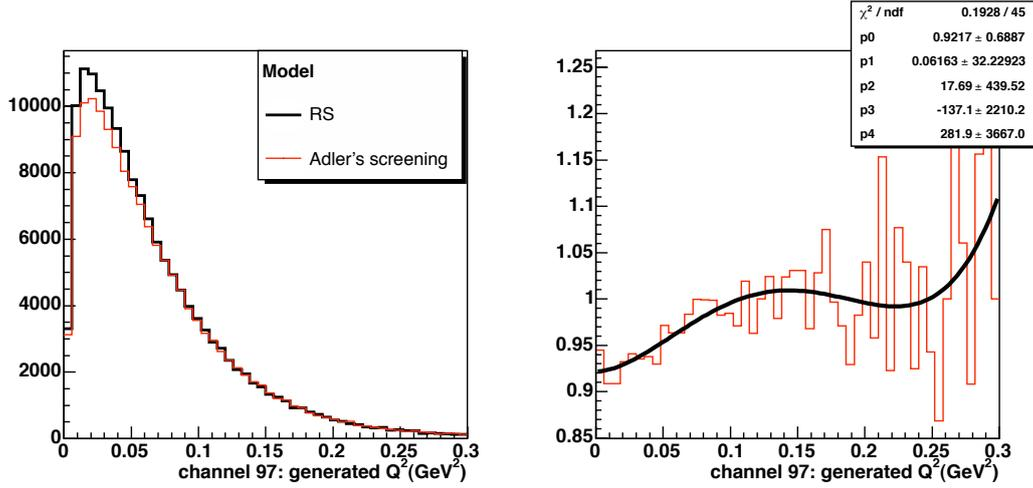 Model
RS
Adler's screening
10000
8000
6000
4000
2000
0
0 0.05 0.1 0.15 0.2 0.25 0.3
channel 97: generated Q²(GeV²)
χ² / ndf 0.1928 / 45
p0 0.9217 ± 0.6887
p1 0.06163 ± 32.22923
p2 17.69 ± 439.52
p3 -137.1 ± 2210.2
p4 281.9 ± 3667.0
1.25
1.2
1.15
1.1
1.05
1
0.95
0.9
0.85
0 0.05 0.1 0.15 0.2 0.25 0.3
channel 97: generated Q²(GeV²)